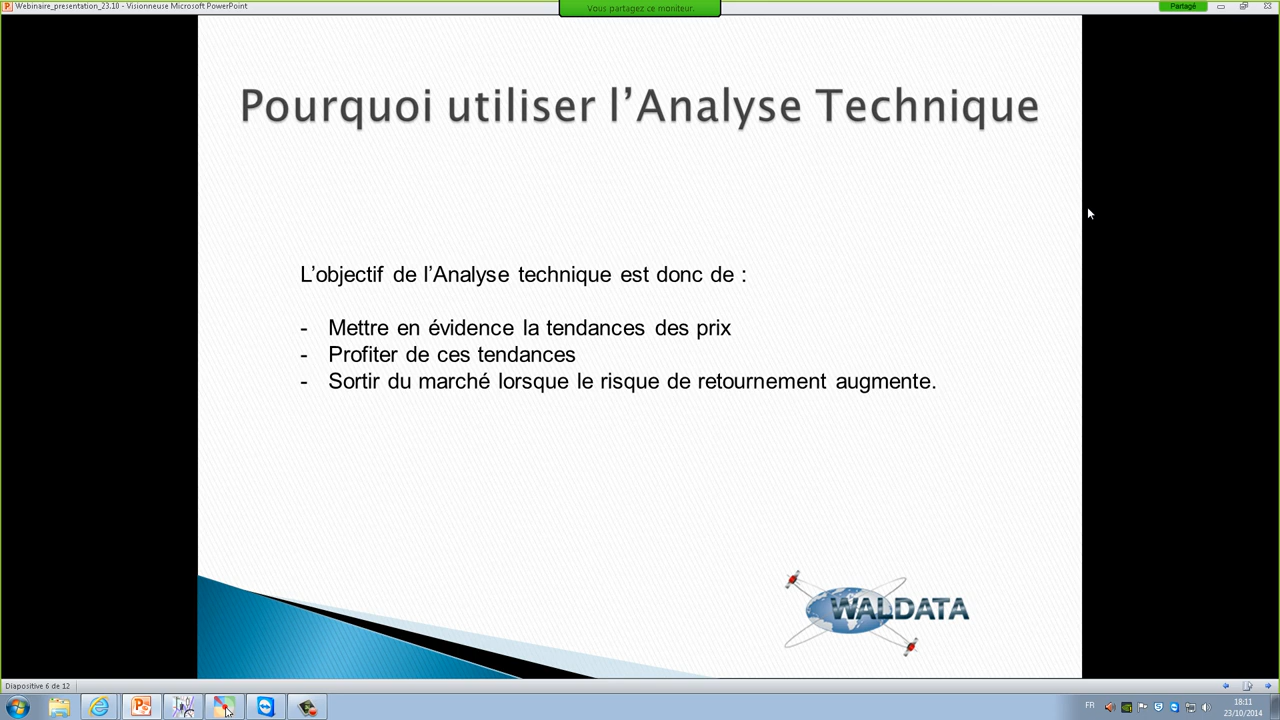 Webinaire_presentation_23.10 - Visionneuse Microsoft PowerPoint
Vous partagez ce moniteur.
Partagé
Pourquoi utiliser l’Analyse Technique
L’objectif de l’Analyse technique est donc de :
- Mettre en évidence la tendances des prix
- Profiter de ces tendances
- Sortir du marché lorsque le risque de retournement augmente.
WALDATA
Diapositive 6 de 12
FR
18:11
23/10/2014